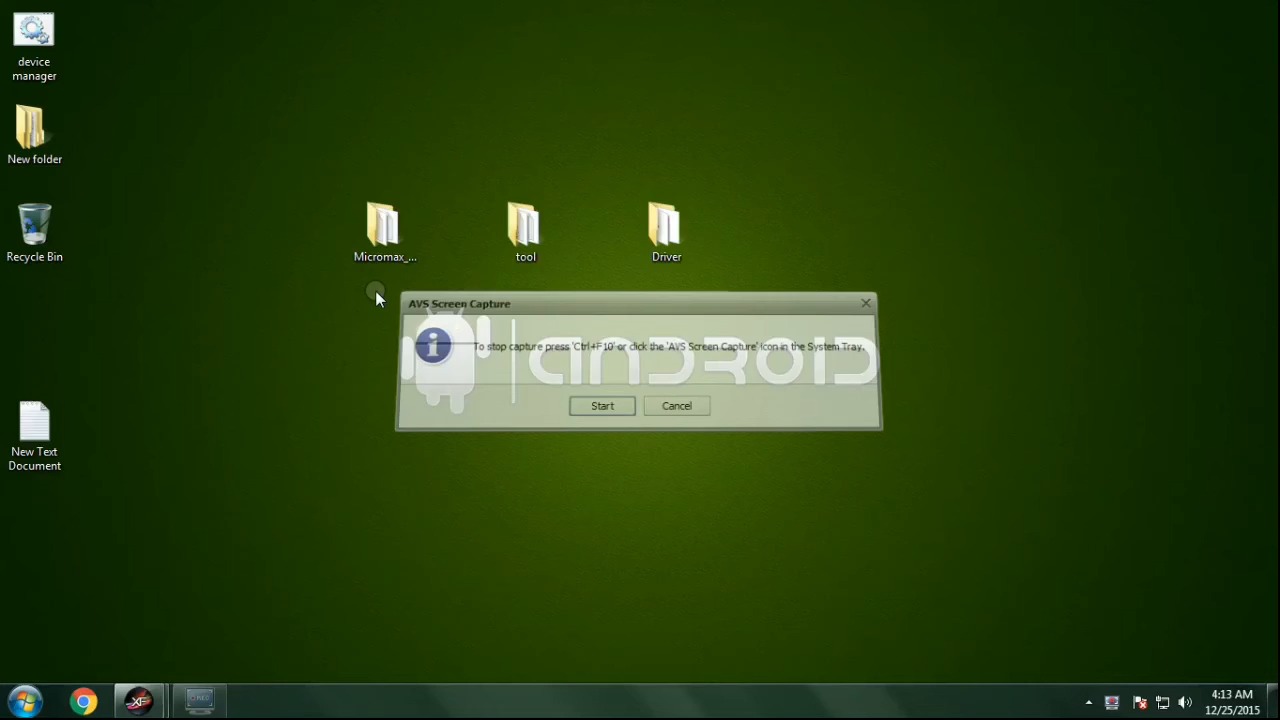 device
manager
New folder
Recycle Bin
New Text
Document
Micromax_...
tool
Driver
AVS Screen Capture
To stop capture press 'Ctrl+F10' or click the 'AVS Screen Capture' icon in the System Tray.
ANDROID
Start
Cancel
4:13 AM
12/25/2015